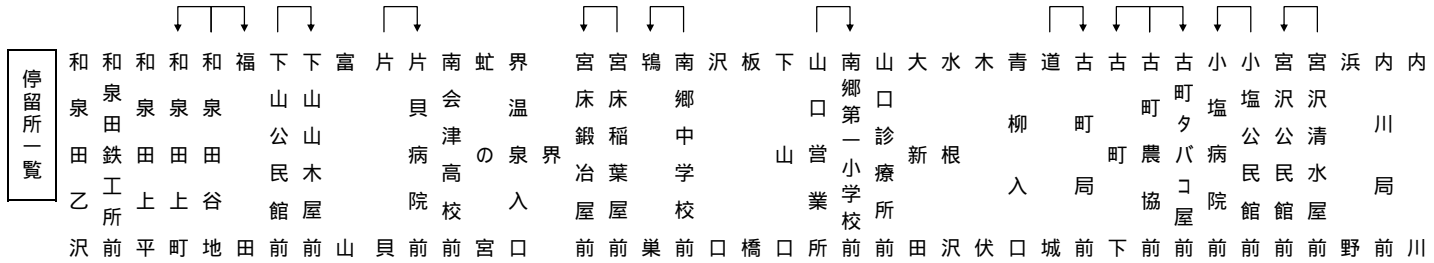 停留所一覧
和泉田乙沢
和泉田鉄工所前
和泉田上平
和泉田上町
和泉田谷地
福田
下山公民館前
下山山木屋前
富山
片貝
片貝病院前
南会津高校前
虹の宮
界温泉入口
界
宮床鍛冶屋前
宮床稲葉屋前
鴇巣
南郷中学校前
沢口
板橋
下山口
山口営業所
南郷第一小学校前
山口診療所前
大新田
水根沢
木伏
青柳入口
道城
古町局前
古町下
古町農協前
古町タバコ屋前
小塩病院前
小塩公民館前
宮沢公民館前
宮沢清水屋前
浜野
内川局前
内川